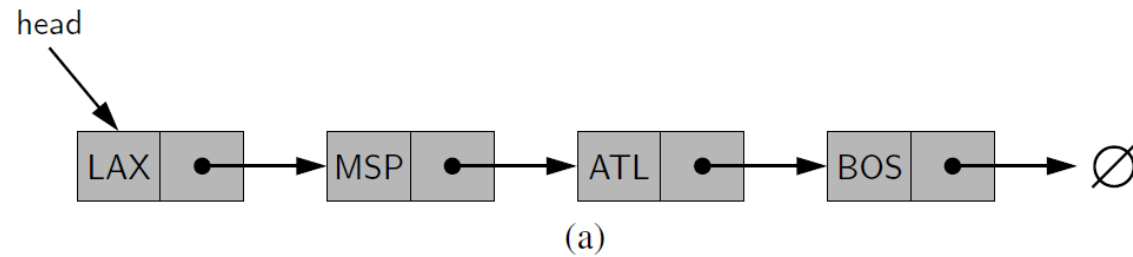 head
LAX MSP ATL BOS ∅
(a)